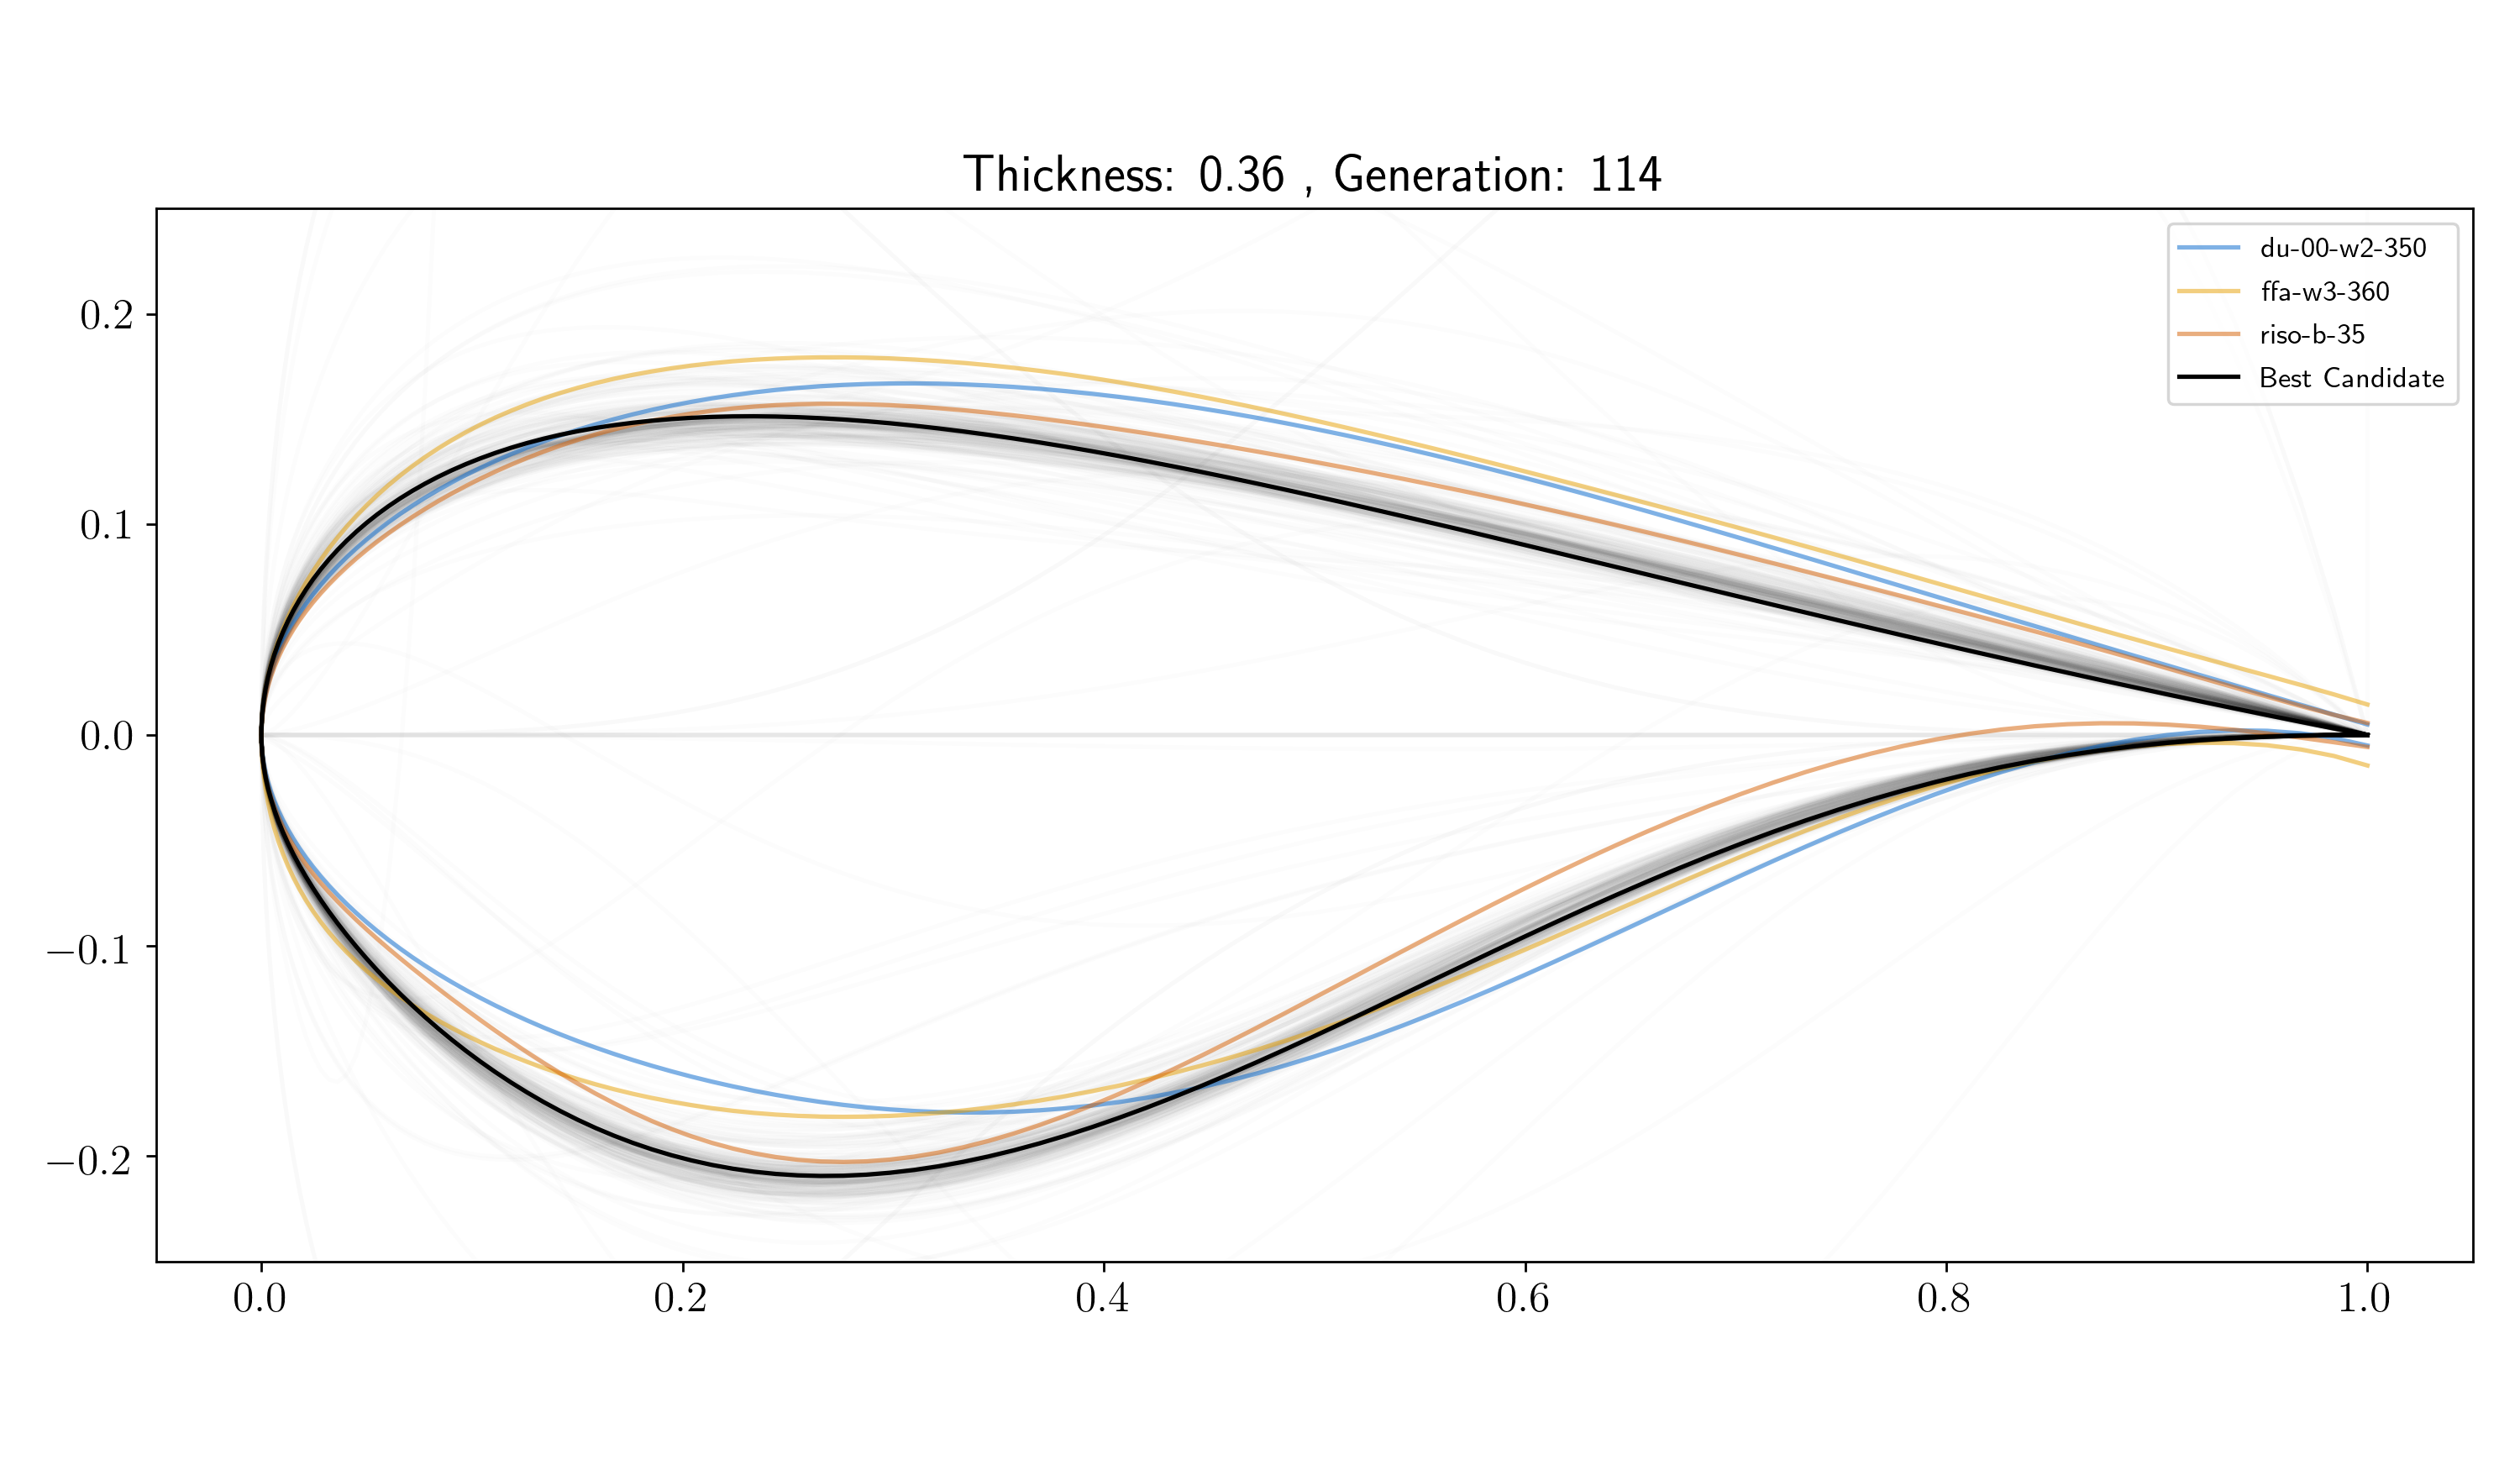 Thickness: 0.36 , Generation: 114
du-00-w2-350
ffa-w3-360
riso-b-35
Best Candidate
0.2
0.1
0.0
−0.1
−0.2
0.0 0.2 0.4 0.6 0.8 1.0